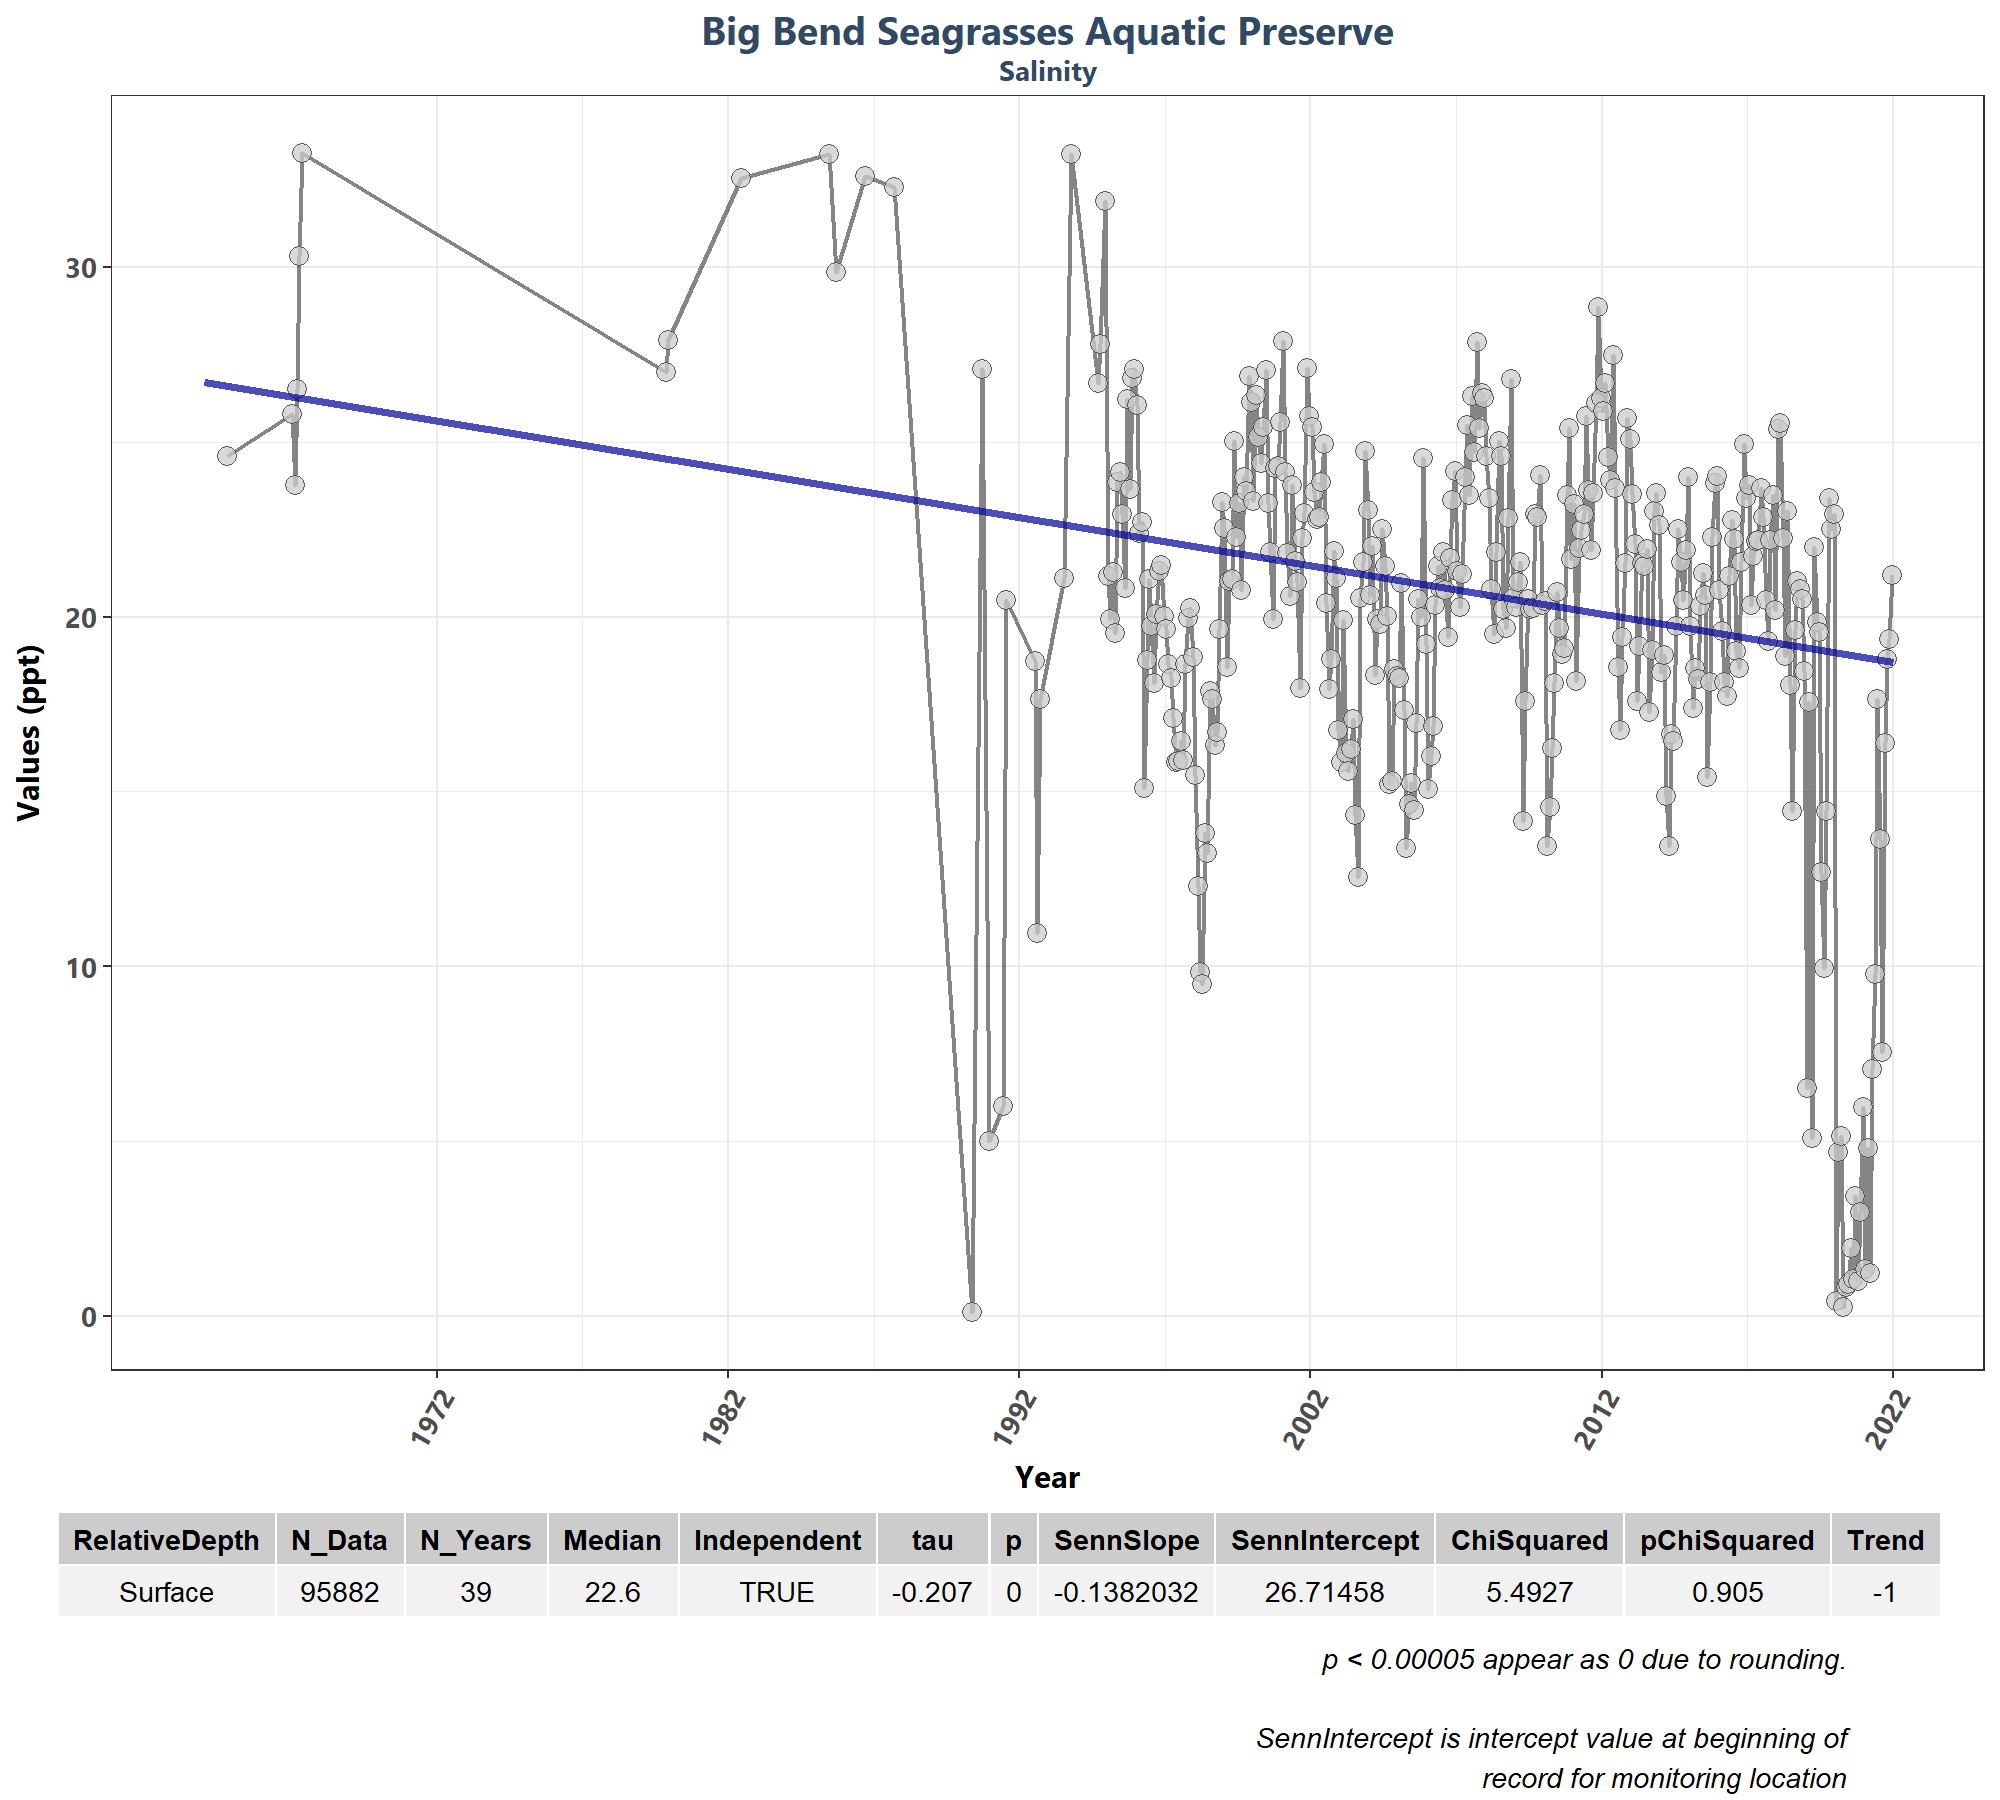 Big Bend Seagrasses Aquatic Preserve
Salinity
Values (ppt)
30
20
10
0
1972 1982 1992 2002 2012 2022
Year
RelativeDepth N_Data N_Years Median Independent tau p SennSlope SennIntercept ChiSquared pChiSquared Trend
Surface 95882 39 22.6 TRUE -0.207 0 -0.1382032 26.71458 5.4927 0.905 -1
p < 0.00005 appear as 0 due to rounding.
SennIntercept is intercept value at beginning of
record for monitoring location